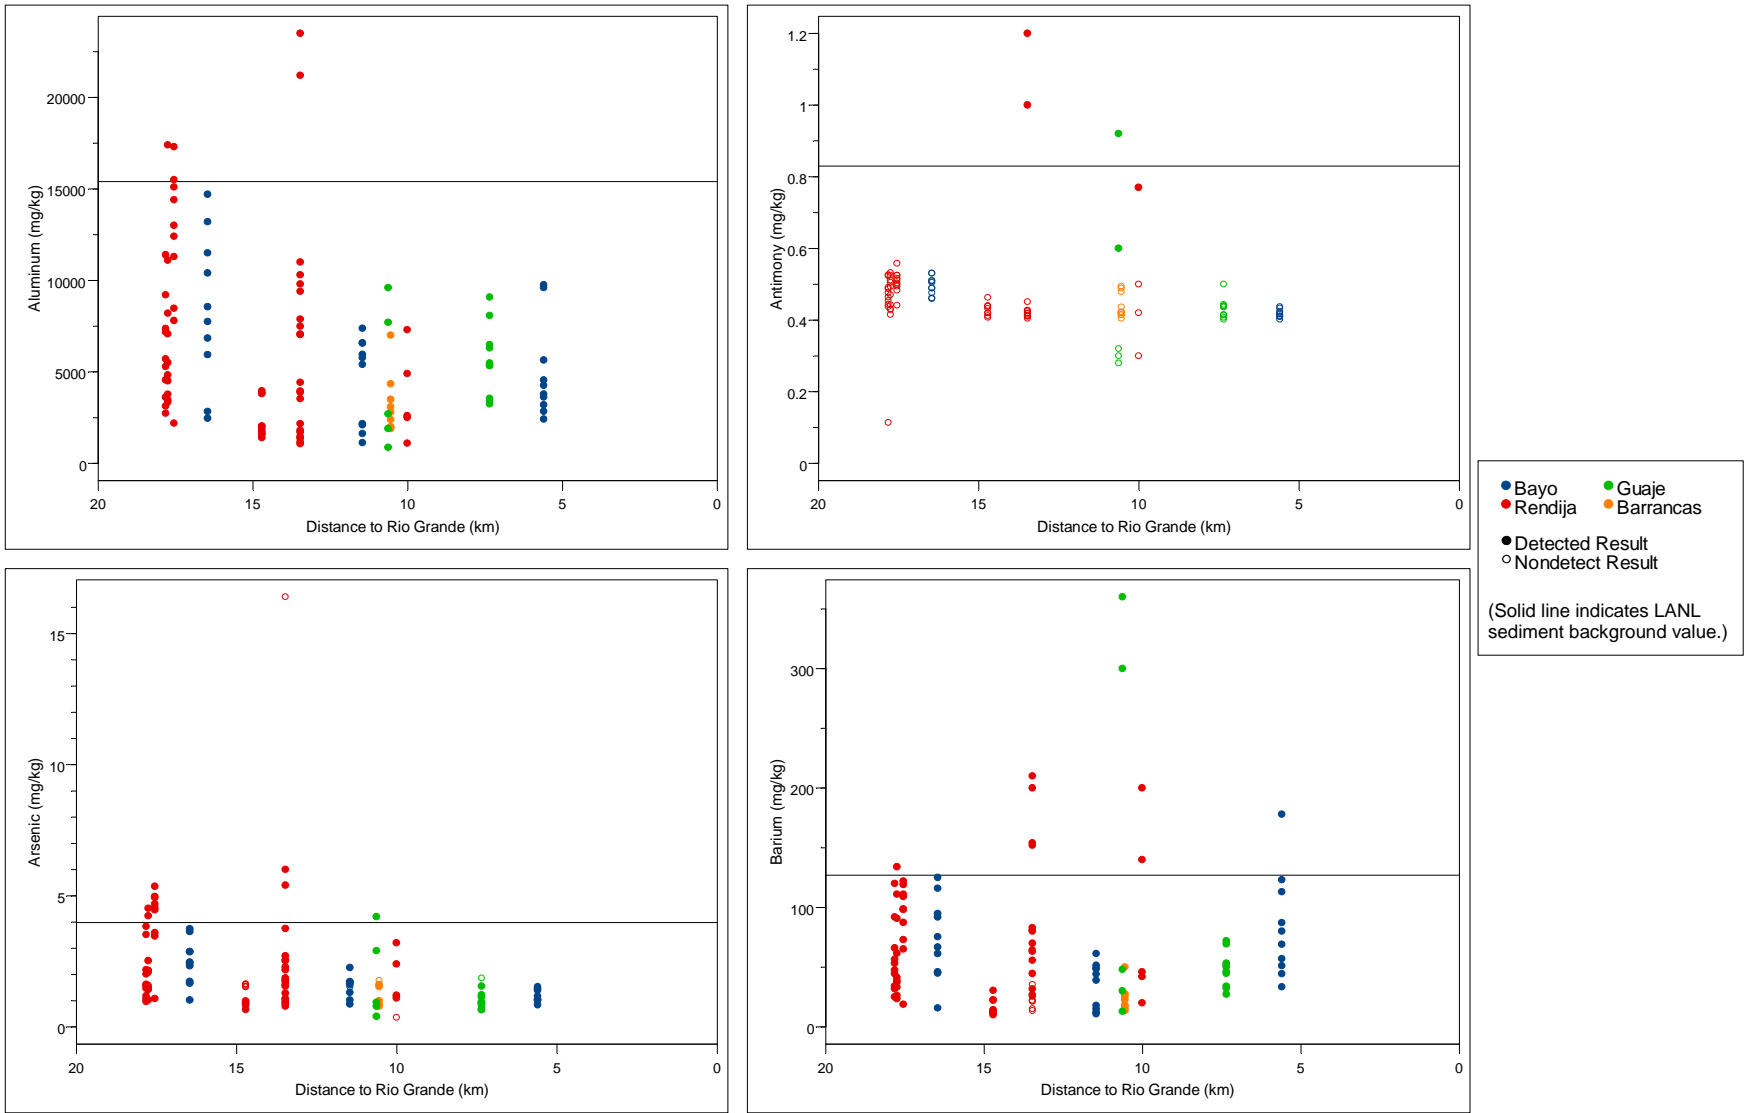 20000
15000
10000
5000
0
Aluminum (mg/kg)
20 15 10 5 0
Distance to Rio Grande (km)
1.2
1
0.8
0.6
0.4
0.2
0
Antimony (mg/kg)
20 15 10 5 0
Distance to Rio Grande (km)
15
10
5
0
Arsenic (mg/kg)
20 15 10 5 0
Distance to Rio Grande (km)
300
200
100
0
Barium (mg/kg)
20 15 10 5 0
Distance to Rio Grande (km)
Bayo Guaje
Rendija Barrancas
Detected Result
Nondetect Result
(Solid line indicates LANL
sediment background value.)